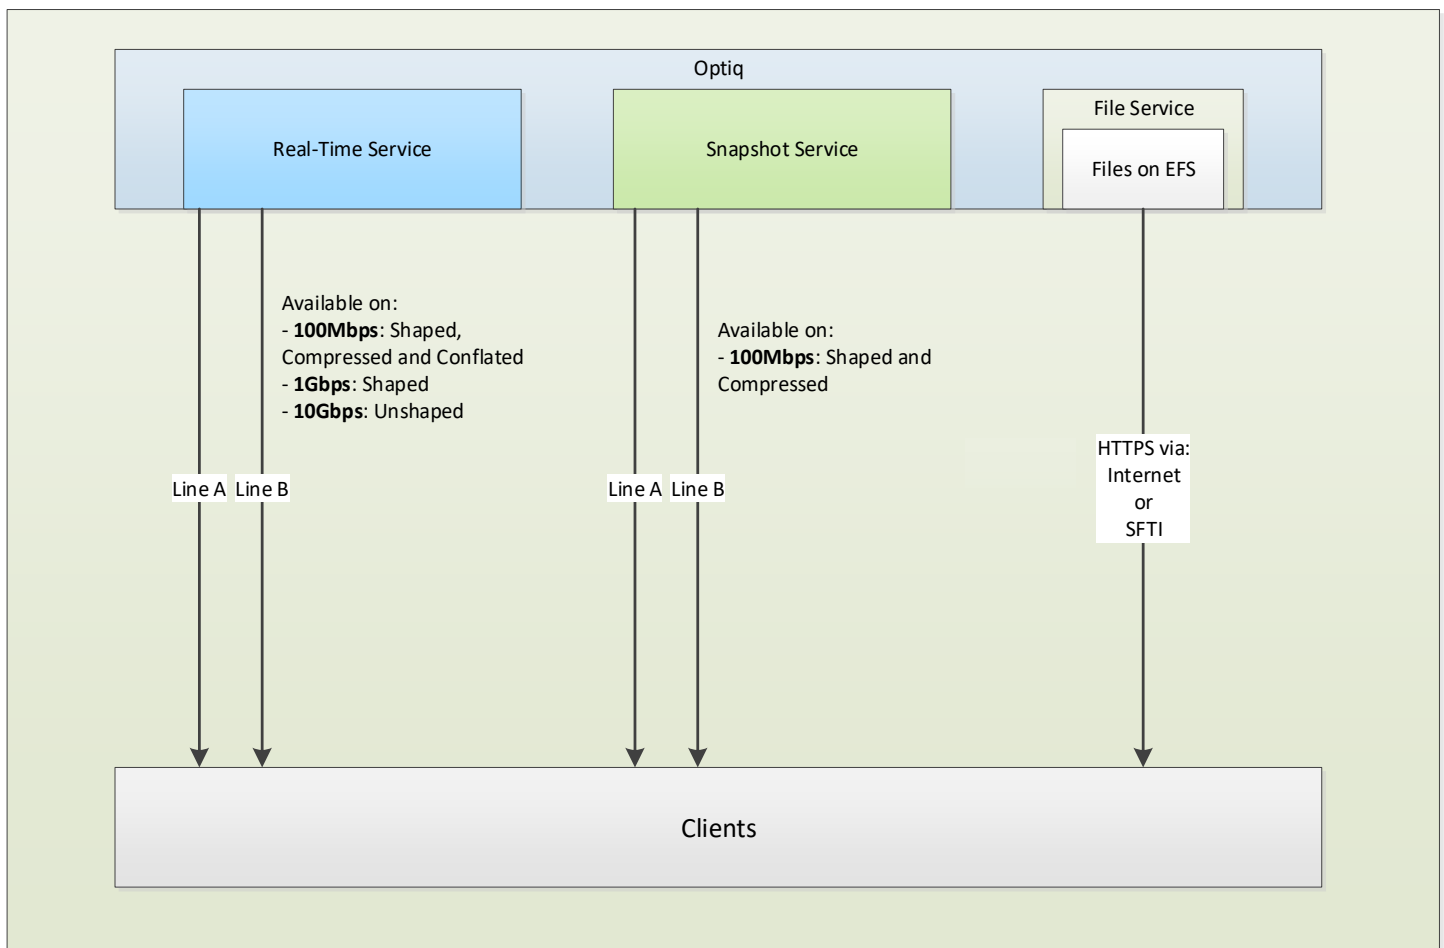 Optiq
Real-Time Service
Snapshot Service
File Service
Files on EFS
Available on:
- 100Mbps: Shaped,
Compressed and Conflated
- 1Gbps: Shaped
- 10Gbps: Unshaped
Available on:
- 100Mbps: Shaped and
Compressed
Line A
Line B
Line A
Line B
HTTPS via:
Internet
or
SFTI
Clients